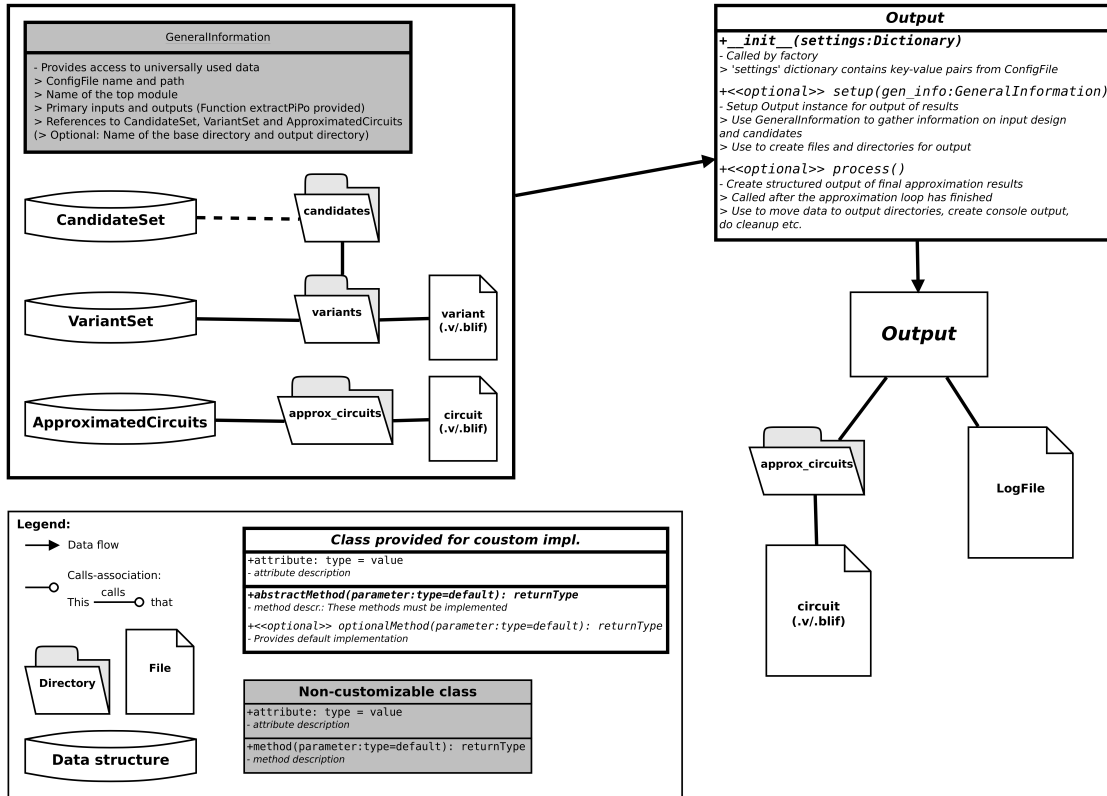 GeneralInformation
- Provides access to universally used data
> ConfigFile name and path
> Name of the top module
> Primary inputs and outputs (Function extractPiPo provided)
> References to CandidateSet, VariantSet and ApproximatedCircuits
(> Optional: Name of the base directory and output directory)
CandidateSet
candidates
VariantSet
variants
variant
(.v/.blif)
ApproximatedCircuits
approx_circuits
circuit
(.v/.blif)
Output
+__init__(settings:Dictionary)
- Called by factory
> 'settings' dictionary contains key-value pairs from ConfigFile
+<<optional>> setup(gen_info:GeneralInformation)
- Setup Output instance for output of results
> Use GeneralInformation to gather information on input design
and candidates
> Use to create files and directories for output
+<<optional>> process()
- Create structured output of final approximation results
> Called after the approximation loop has finished
> Use to move data to output directories, create console output,
do cleanup etc.
Output
approx_circuits
LogFile
circuit
(.v/.blif)
Legend:
Data flow
Calls-association:
calls
This
that
Directory
File
Data structure
Class provided for coustom impl.
+attribute: type = value
- attribute description
+abstractMethod(parameter:type=default): returnType
- method descr.: These methods must be implemented
+<<optional>> optionalMethod(parameter:type=default): returnType
- Provides default implementation
Non-customizable class
+attribute: type = value
- attribute description
+method(parameter:type=default): returnType
- method description